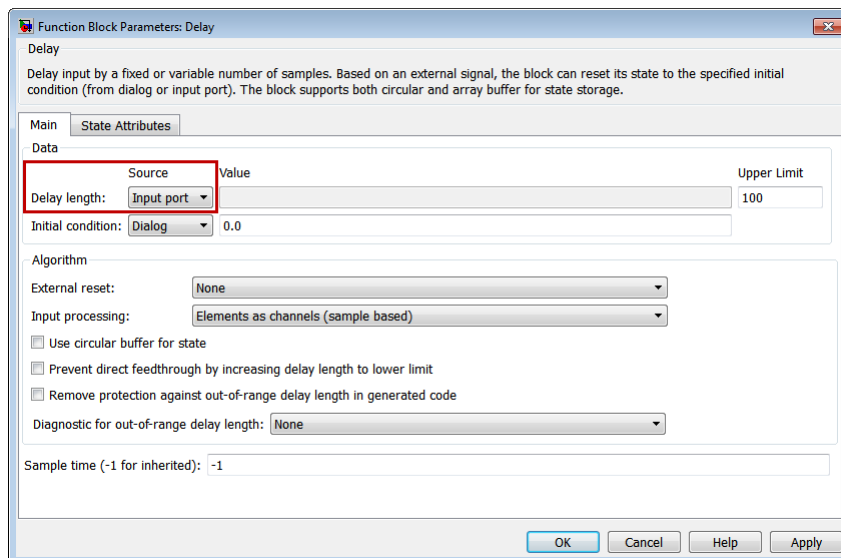 Function Block Parameters: Delay
Delay
Delay input by a fixed or variable number of samples. Based on an external signal, the block can reset its state to the specified initial
condition (from dialog or input port). The block supports both circular and array buffer for state storage.
Main State Attributes
Data
Source Value Upper Limit
Delay length: Input port 100
Initial condition: Dialog 0.0
Algorithm
External reset: None
Input processing: Elements as channels (sample based)
Use circular buffer for state
Prevent direct feedthrough by increasing delay length to lower limit
Remove protection against out-of-range delay length in generated code
Diagnostic for out-of-range delay length: None
Sample time (-1 for inherited): -1
OK Cancel Help Apply